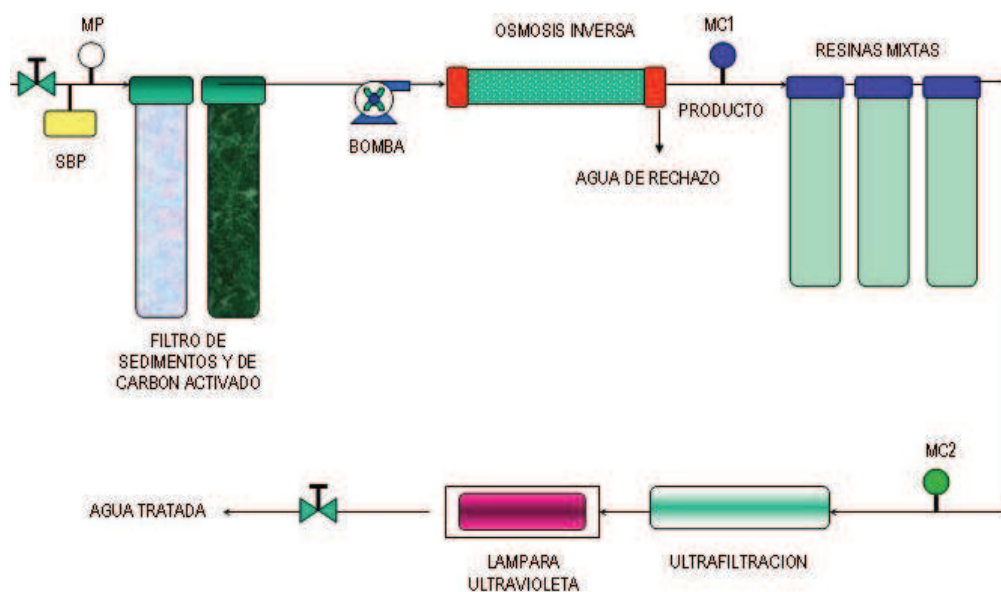 MP
SBP
FILTRO DE
SEDIMENTOS Y DE
CARBON ACTIVADO
BOMBA
OSMOSIS INVERSA
MC1
PRODUCTO
AGUA DE RECHAZO
RESINAS MIXTAS
MC2
ULTRAFILTRACION
LAMPARA
ULTRAVIOLETA
AGUA TRATADA